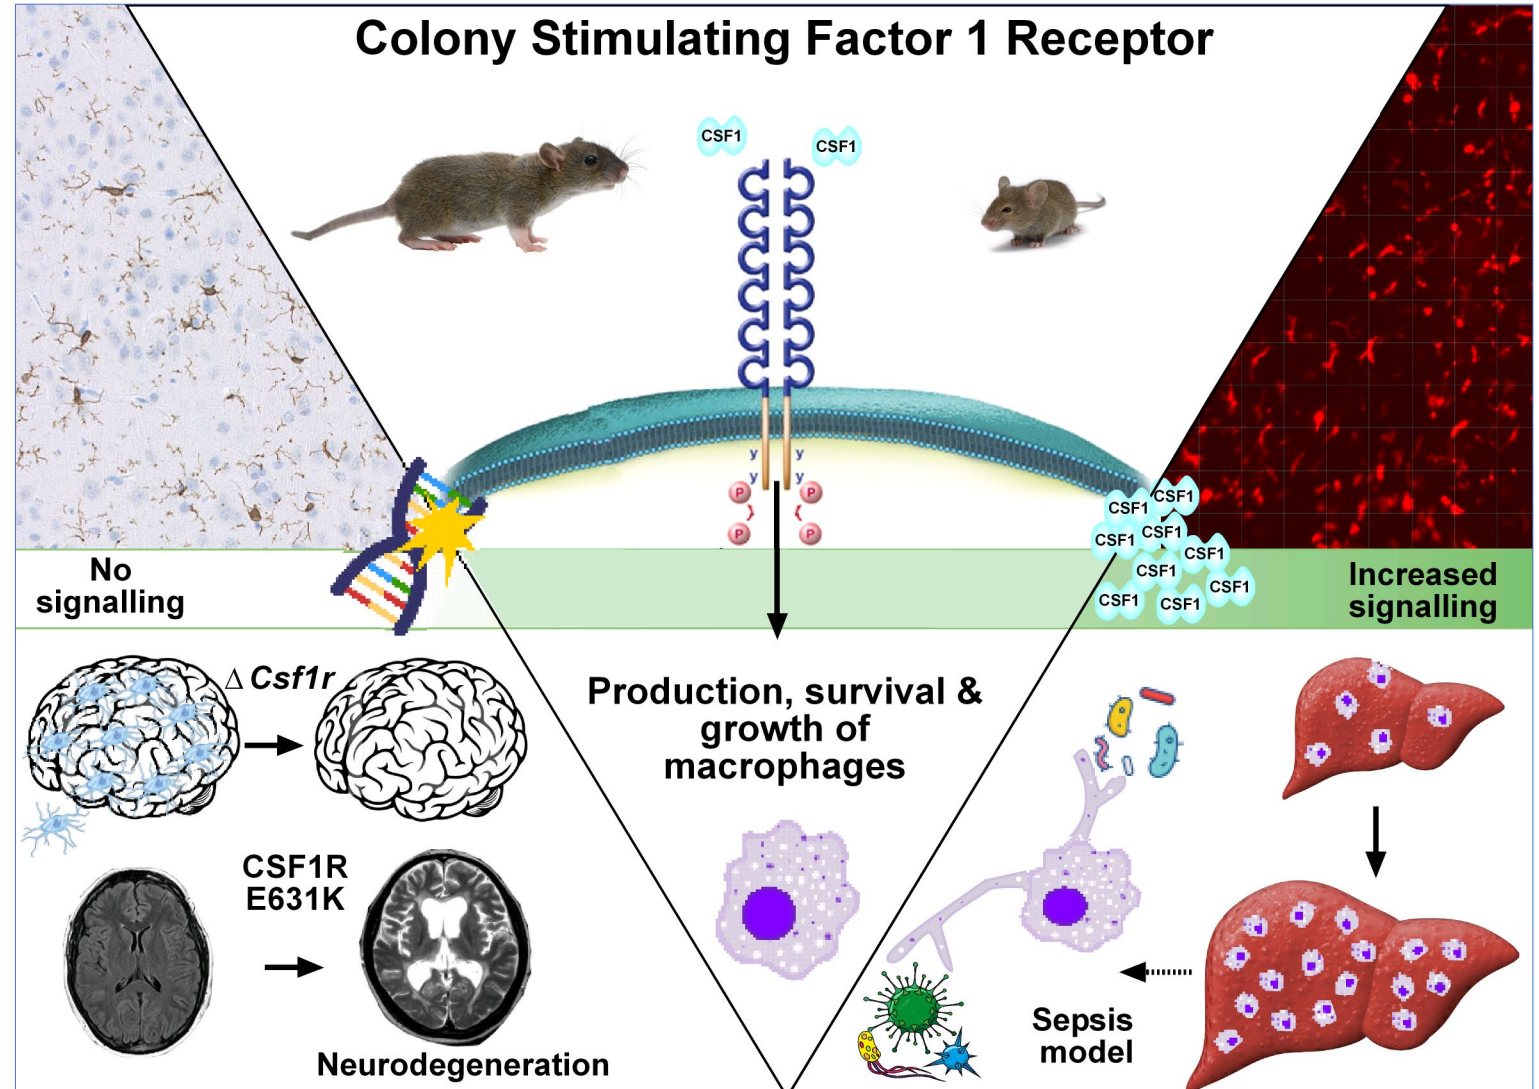 Colony Stimulating Factor 1 Receptor
CSF1
CSF1
y
y
y
y
P
P
P
P
CSF1
CSF1
CSF1
CSF1
CSF1
CSF1
CSF1
CSF1
CSF1
No
signalling
Increased
signalling
Δ Csf1r
Production, survival &
growth of
macrophages
CSF1R
E631K
Neurodegeneration
Sepsis
model